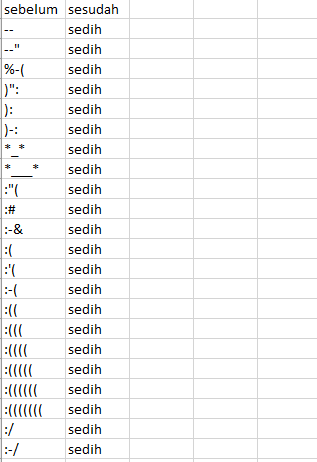 sebelum sesudah
-- sedih
--" sedih
%-( sedih
)": sedih
): sedih
)-: sedih
*_* sedih
*___* sedih
:"( sedih
:# sedih
:-& sedih
:( sedih
:'( sedih
:-( sedih
:(( sedih
:((( sedih
:(((( sedih
:((((( sedih
:(((((( sedih
:((((((( sedih
:/ sedih
:-/ sedih